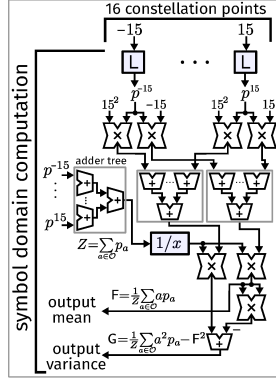 16 constellation points
−15 15
L · · · L
p⁻¹⁵ p¹⁵
15² −15 15² 15
× × × ×
adder tree
p⁻¹⁵ + + ... + + ... +
⋮ + + +
p¹⁵ +
Z=∑ pₐ
a∈𝒪
1/x
× ×
F=1/Z ∑ apₐ
a∈𝒪
output
mean
×
G=1/Z ∑ a²pₐ−F²
a∈𝒪
+ −
output
variance
symbol domain computation